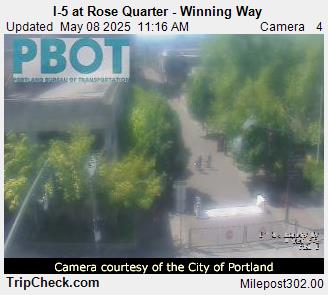 I-5 at Rose Quarter - Winning Way
Updated May 08 2025 11:16 AM Camera 4
PBOT
PORTLAND BUREAU OF TRANSPORTATION
Camera courtesy of the City of Portland
TripCheck.com Milepost302.00